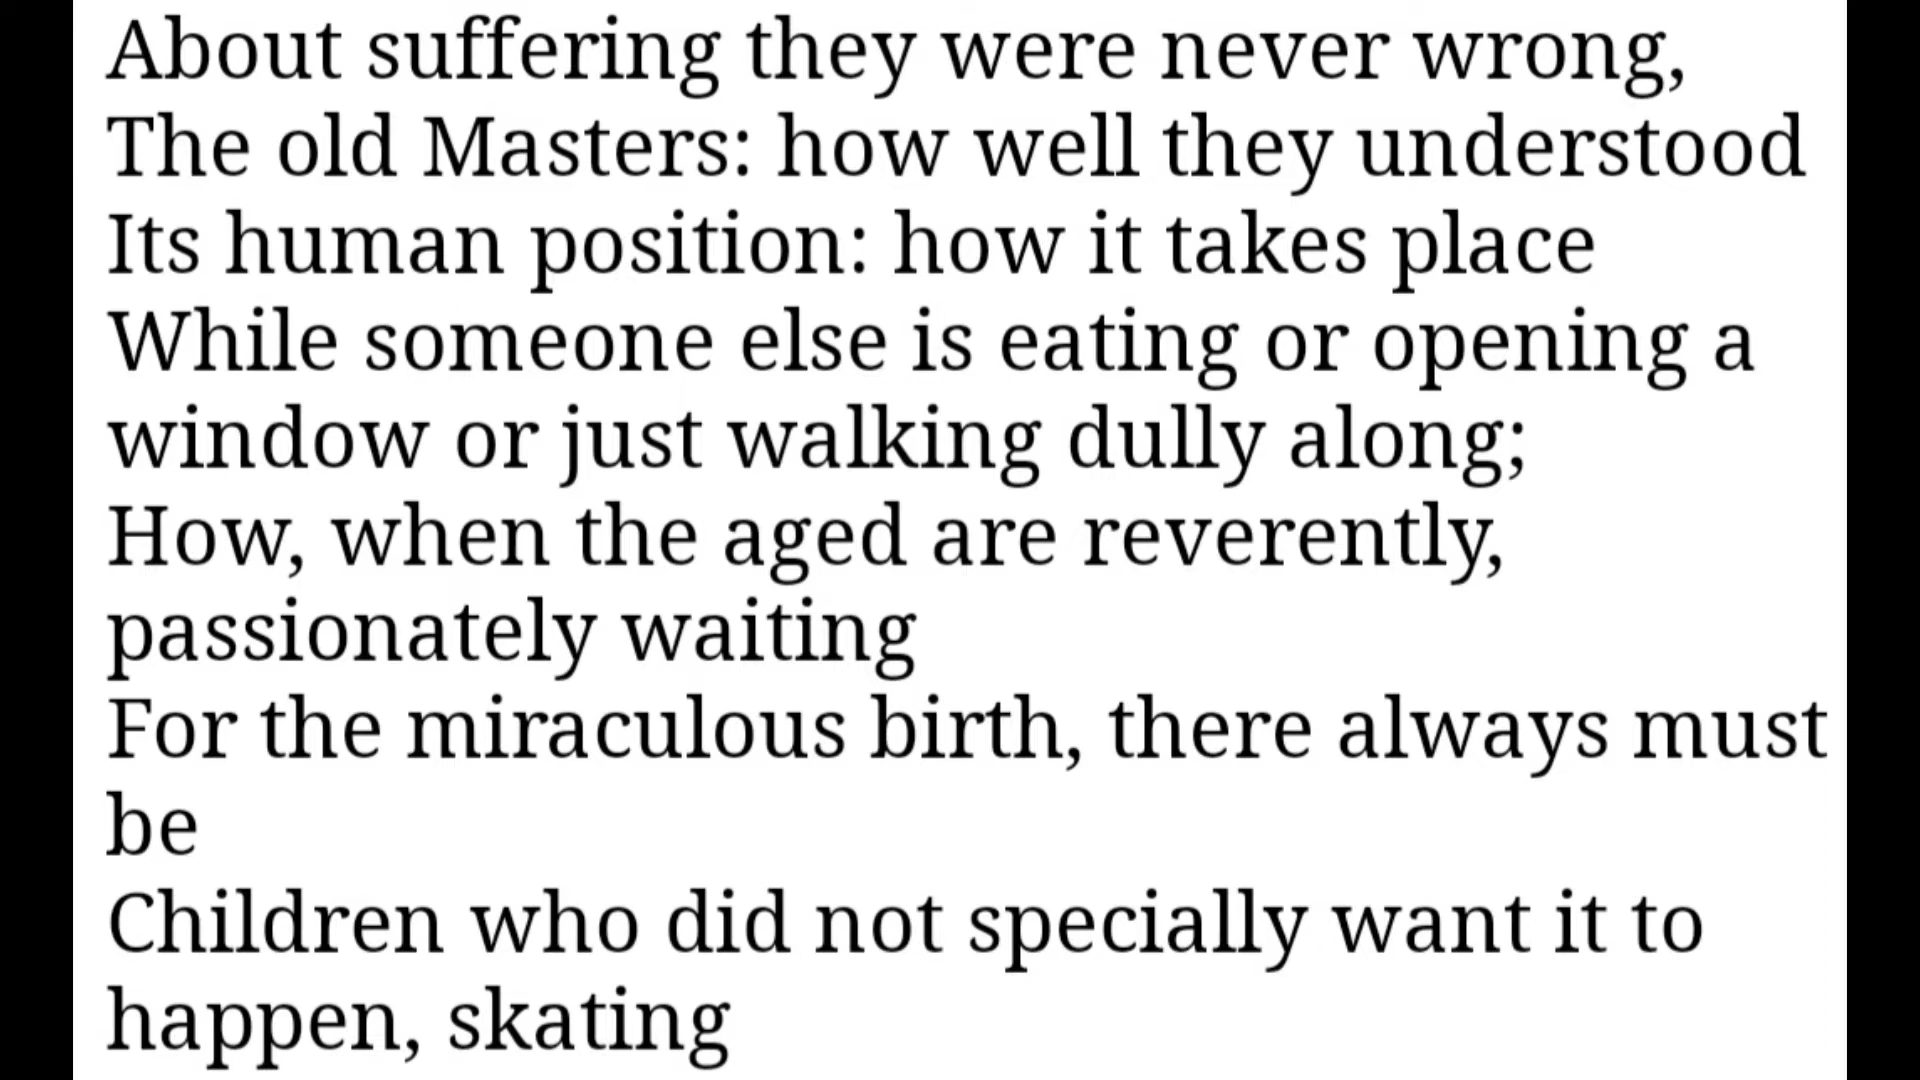 About suffering they were never wrong,
The old Masters: how well they understood
Its human position: how it takes place
While someone else is eating or opening a
window or just walking dully along;
How, when the aged are reverently,
passionately waiting
For the miraculous birth, there always must
be
Children who did not specially want it to
happen, skating